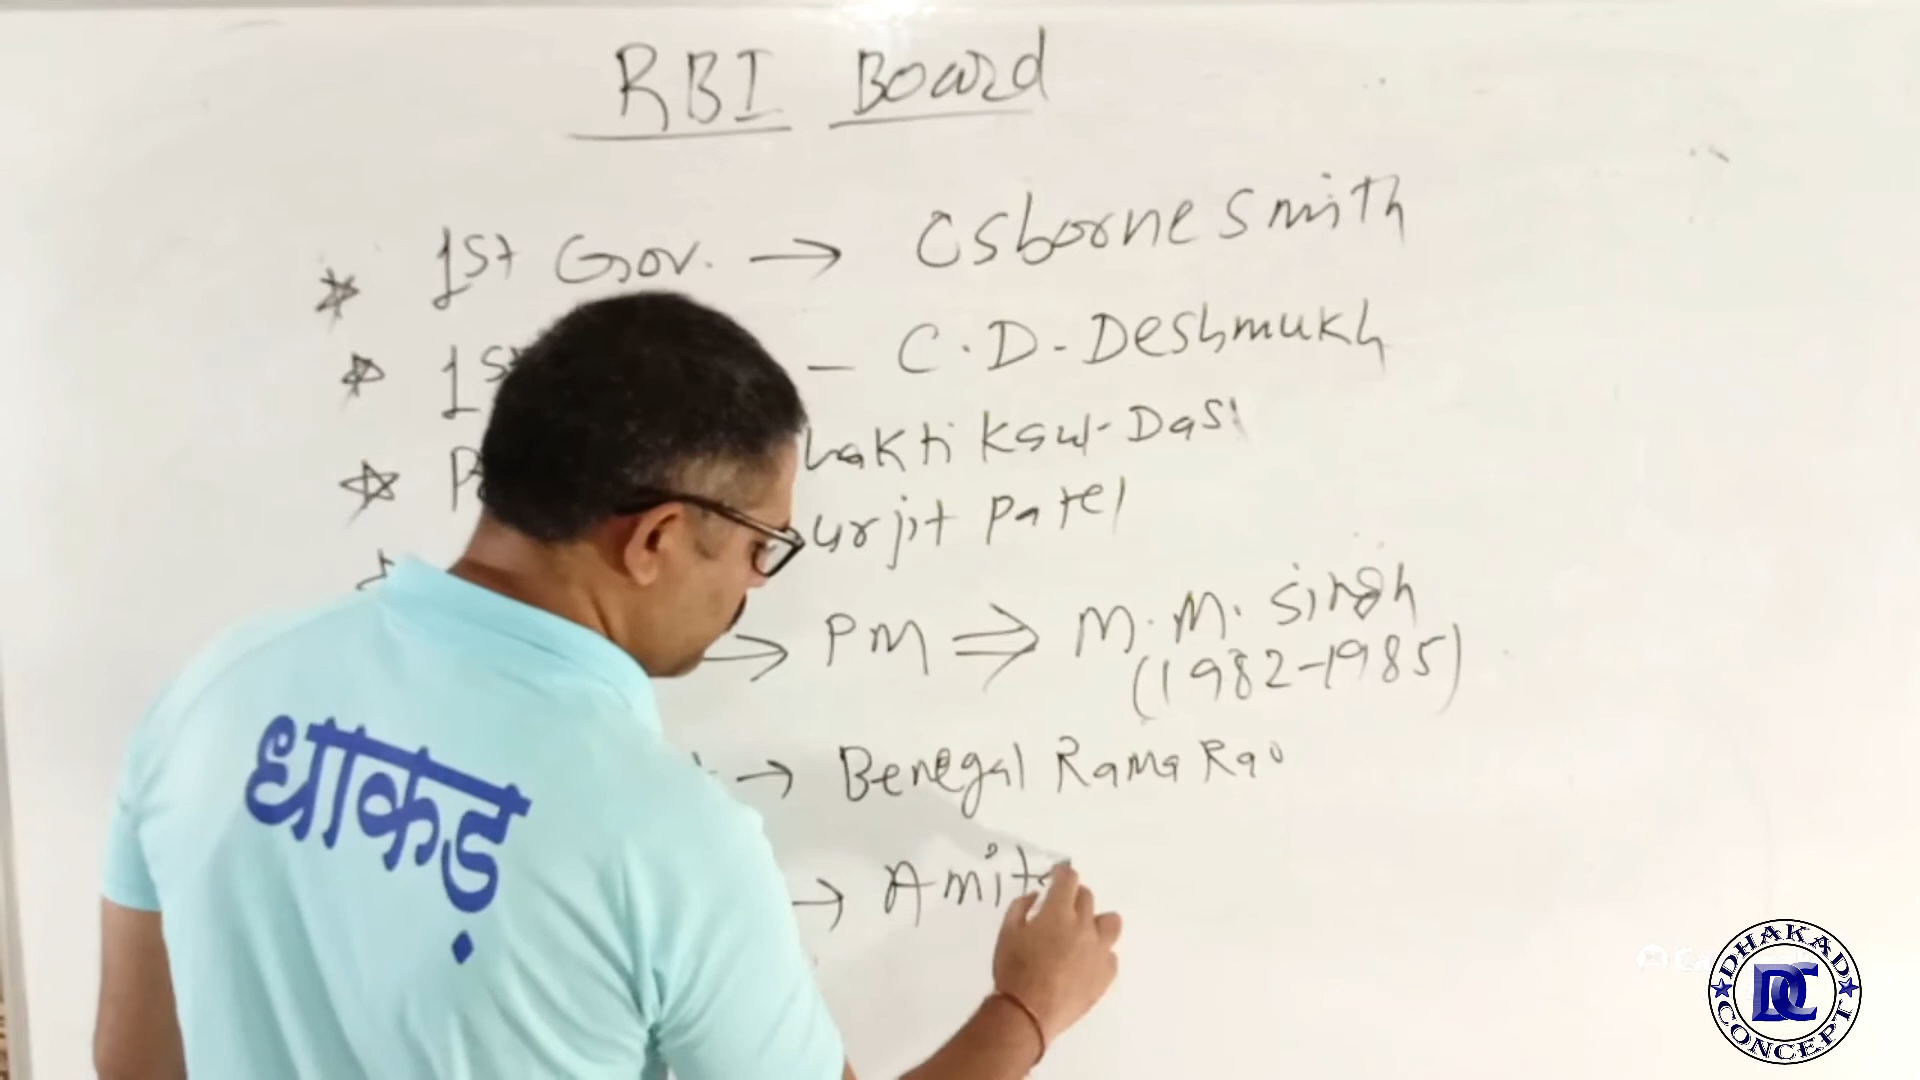 RBI Board
1st Gov. → Osborne Smith
1st – C.D. Deshmukh
Kant Das
Urjit Patel
→ PM ⇒ M.M. Singh
(1982-1985)
→ Benegal Rama Rao
→ Amit
धाकड़
DHAKAD
DC
CONCEPT